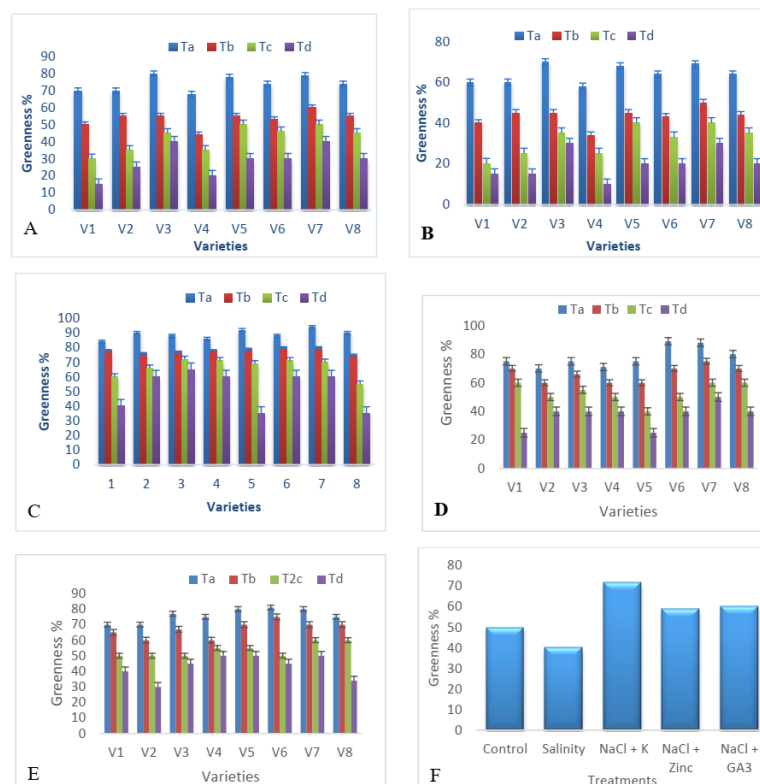 Ta Tb Tc Td
90
80
70
60
50
40
30
20
10
0
Greenness %
V1 V2 V3 V4 V5 V6 V7 V8
Varieties
A
Ta Tb Tc Td
80
60
40
20
0
Greenness %
V1 V2 V3 V4 V5 V6 V7 V8
Varieties
B
Ta Tb Tc Td
100
90
80
70
60
50
40
30
20
10
0
Greenness %
1 2 3 4 5 6 7 8
Varieties
C
Ta Tb Tc Td
100
80
60
40
20
0
Greenness %
V1 V2 V3 V4 V5 V6 V7 V8
Varieties
D
Ta Tb T2c Td
90
80
70
60
50
40
30
20
10
0
Greenness %
V1 V2 V3 V4 V5 V6 V7 V8
Varieties
E
80
70
60
50
40
30
20
10
0
Greenness %
Control Salinity NaCl + K NaCl + NaCl +
Zinc GA3
Treatments
F